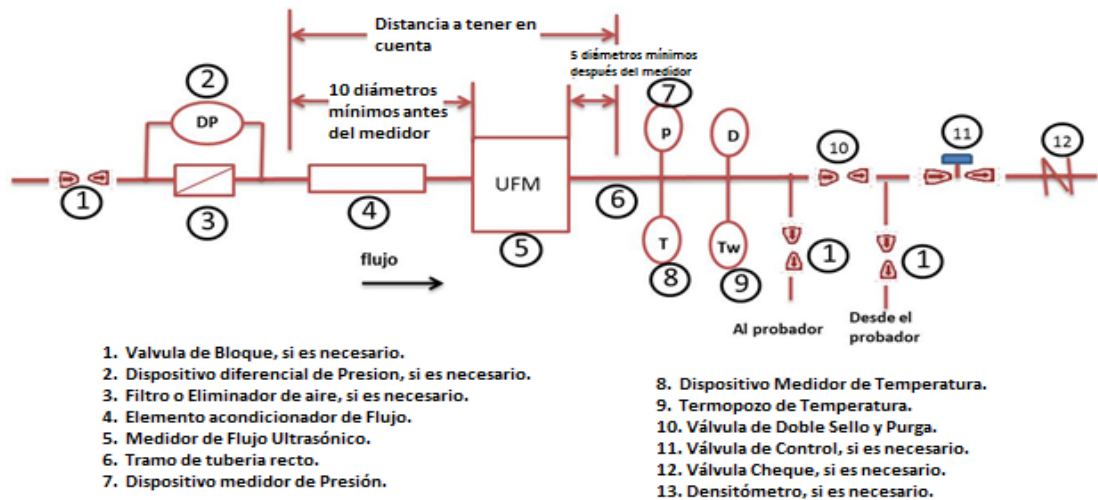 Distancia a tener en
cuenta
5 diámetros mínimos
después del medidor
10 diámetros
mínimos antes
del medidor
2
DP
7
p
D
10
11
12
UFM
1
3
4
5
6
T
8
Tw
9
1
1
flujo
Al probador
Desde el
probador
1. Valvula de Bloque, si es necesario.
2. Dispositivo diferencial de Presion, si es necesario.
3. Filtro o Eliminador de aire, si es necesario.
4. Elemento acondicionador de Flujo.
5. Medidor de Flujo Ultrasónico.
6. Tramo de tuberia recto.
7. Dispositivo medidor de Presión.
8. Dispositivo Medidor de Temperatura.
9. Termopozo de Temperatura.
10. Válvula de Doble Sello y Purga.
11. Válvula de Control, si es necesario.
12. Válvula Cheque, si es necesario.
13. Densitómetro, si es necesario.